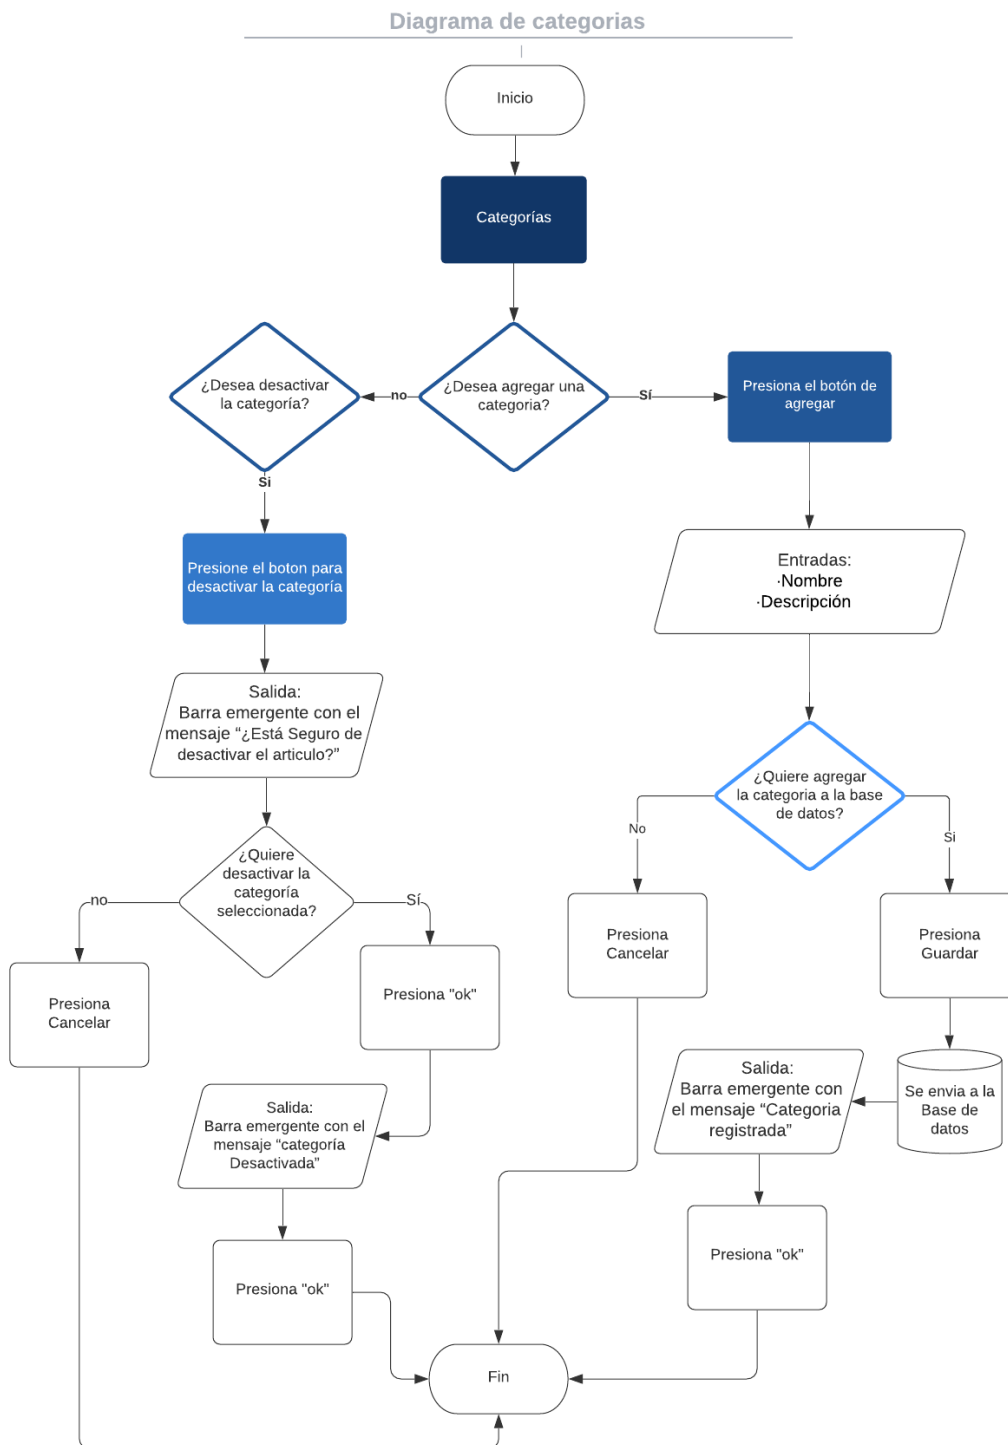 Diagrama de categorias
Inicio
Categorías
¿Desea desactivar
la categoría?
no
¿Desea agregar una
categoria?
Sí
Presiona el botón de
agregar
Si
Presione el boton para
desactivar la categoría
Entradas:
·Nombre
·Descripción
Salida:
Barra emergente con el
mensaje “¿Está Seguro de
desactivar el articulo?”
¿Quiere agregar
la categoria a la base
de datos?
No
Si
¿Quiere
desactivar la
categoría
seleccionada?
no
Sí
Presiona
Cancelar
Presiona
Guardar
Presiona
Cancelar
Presiona "ok"
Salida:
Barra emergente con
el mensaje “Categoria
registrada”
Se envia a la
Base de
datos
Salida:
Barra emergente con el
mensaje “categoría
Desactivada”
Presiona "ok"
Presiona "ok"
Fin